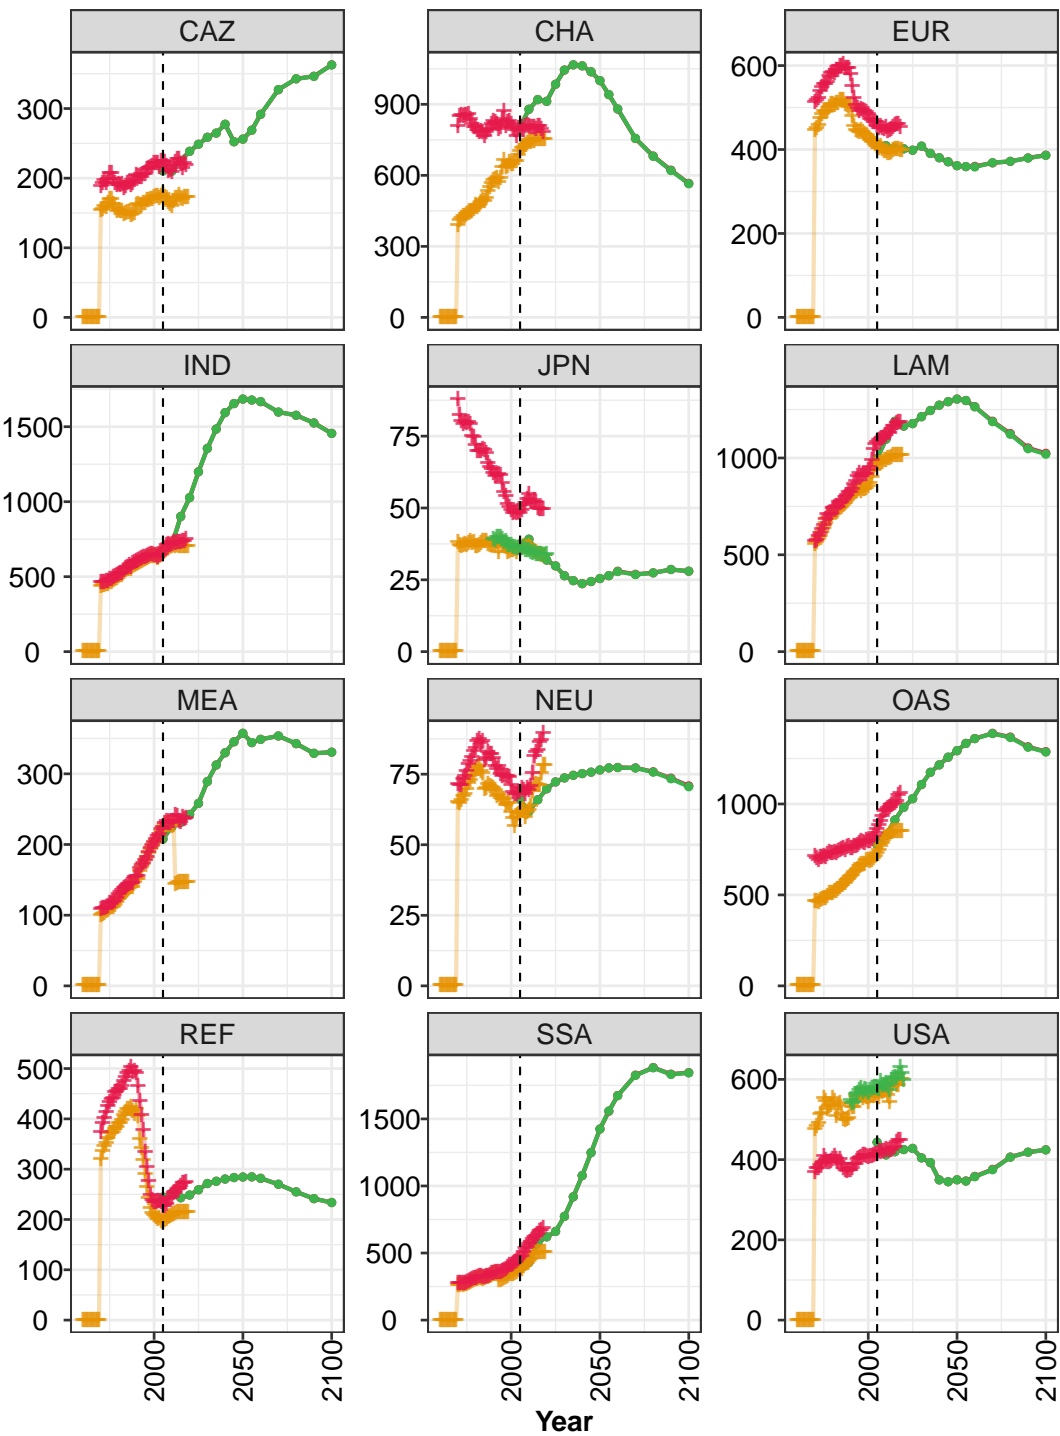 CAZ CHA EUR
300 900 600
200 600 400
100 300 200
0 0 0
IND JPN LAM
1500 75 1000
1000 50 500
500 25 0
0 0
MEA NEU OAS
300 75 1000
200 50 500
100 25 0
0 0
REF SSA USA
500 1500 600
400 1000 400
300 500 200
200 0 0
100
0
2000 2050 2100 2000 2050 2100 2000 2050 2100
Year